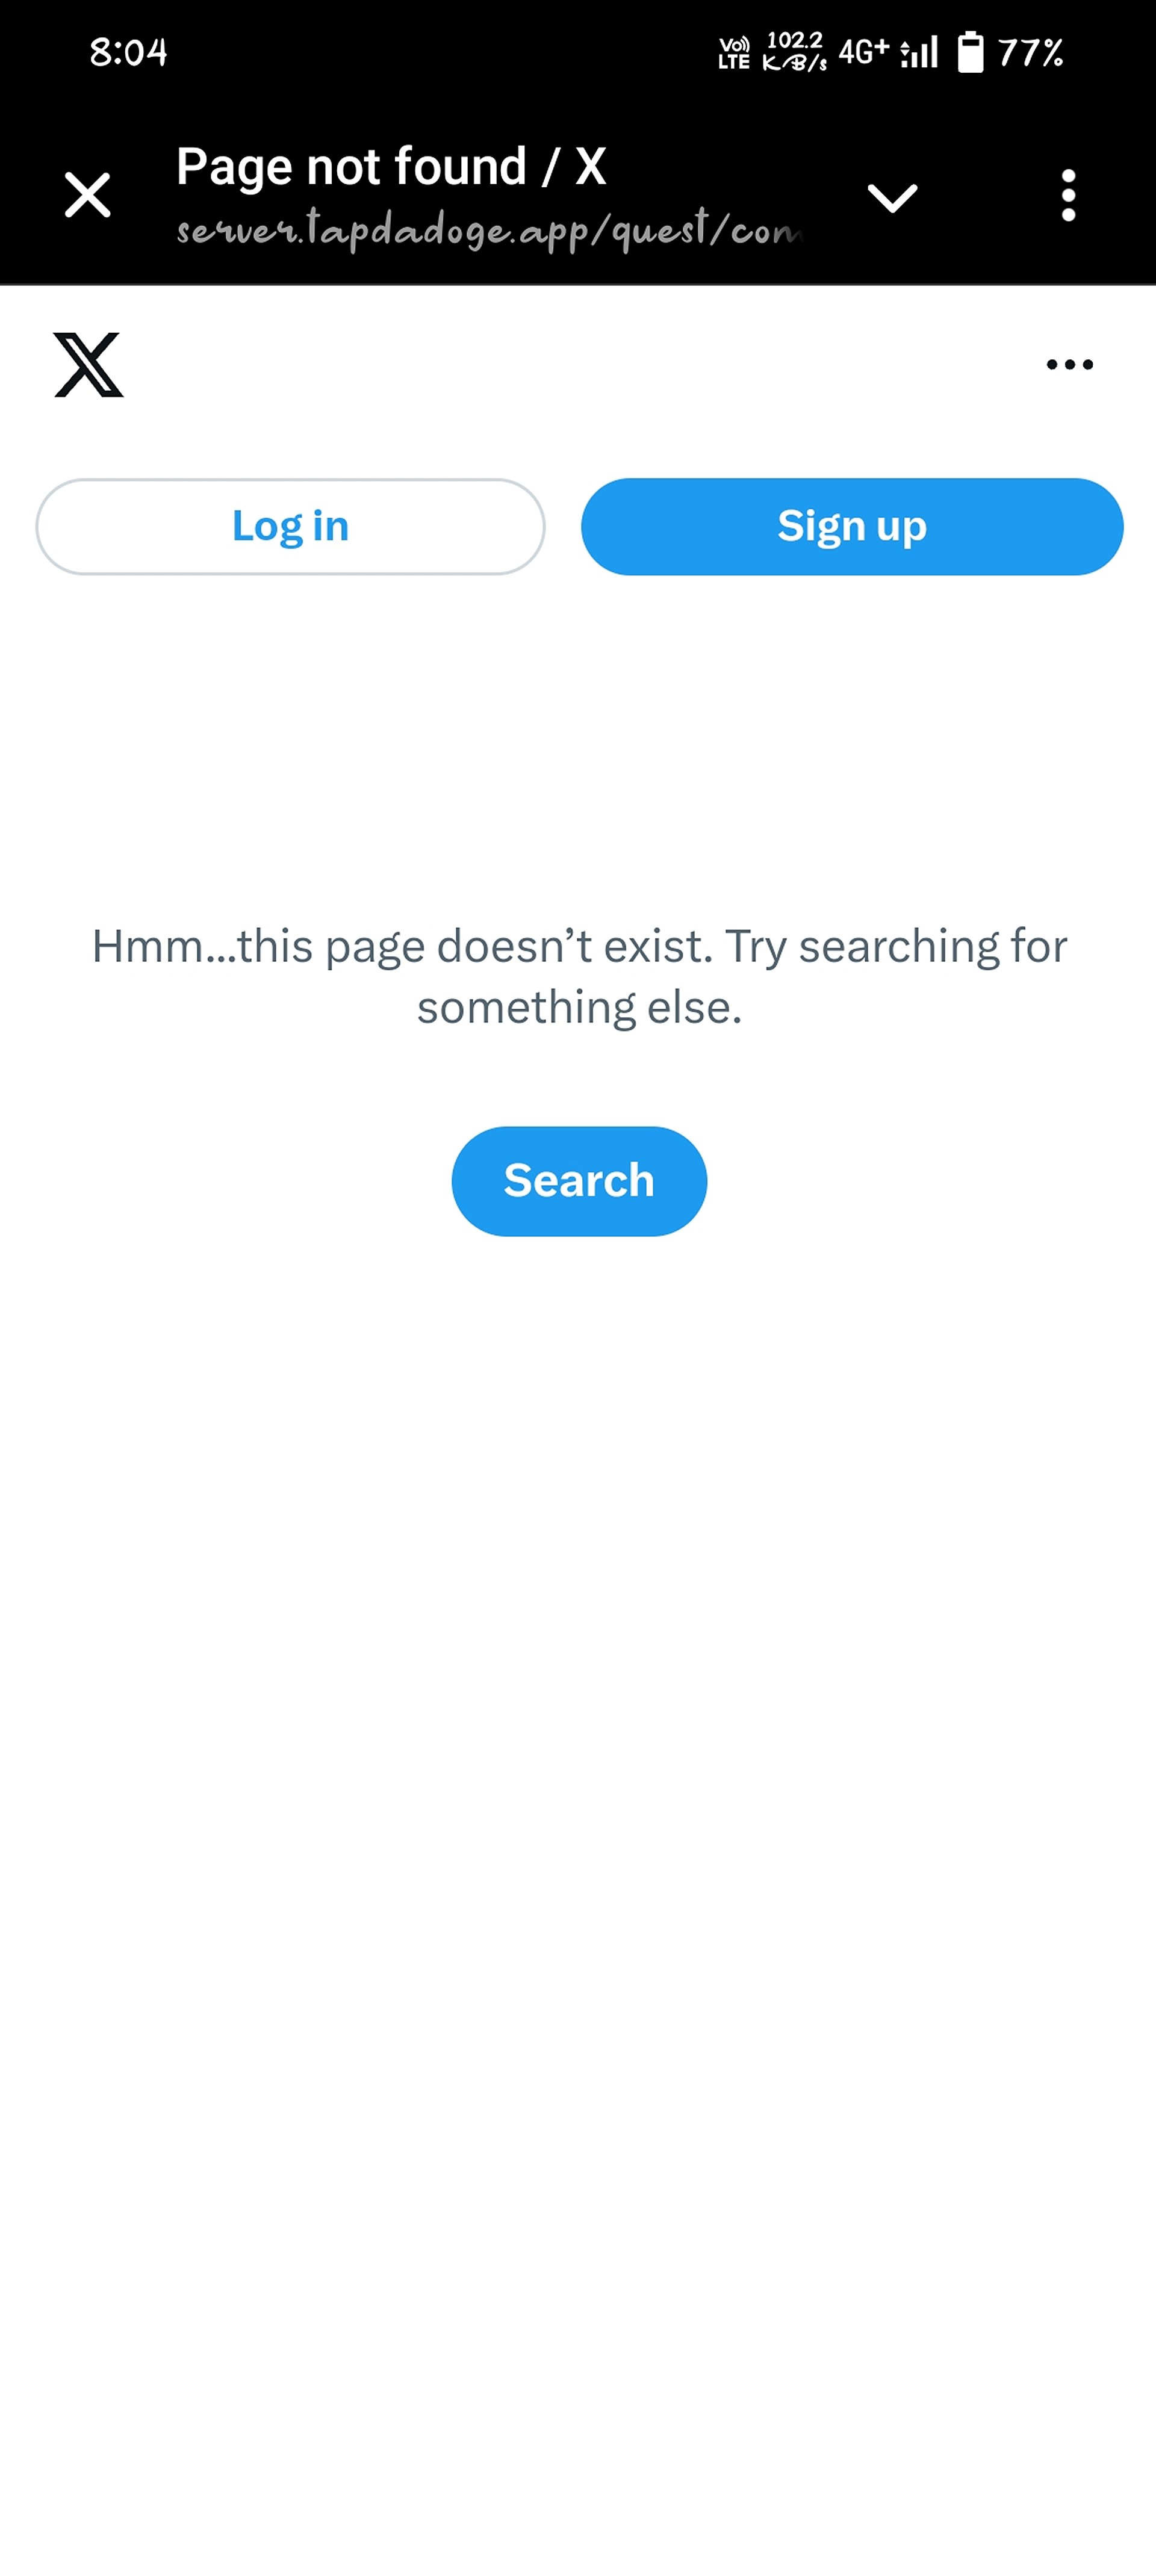 8:04
Vo)) LTE 102.2 K/B/s 4G+ 77%
Page not found / X
server.tapdadoge.app/quest/com
X
Log in
Sign up
Hmm...this page doesn’t exist. Try searching for
something else.
Search